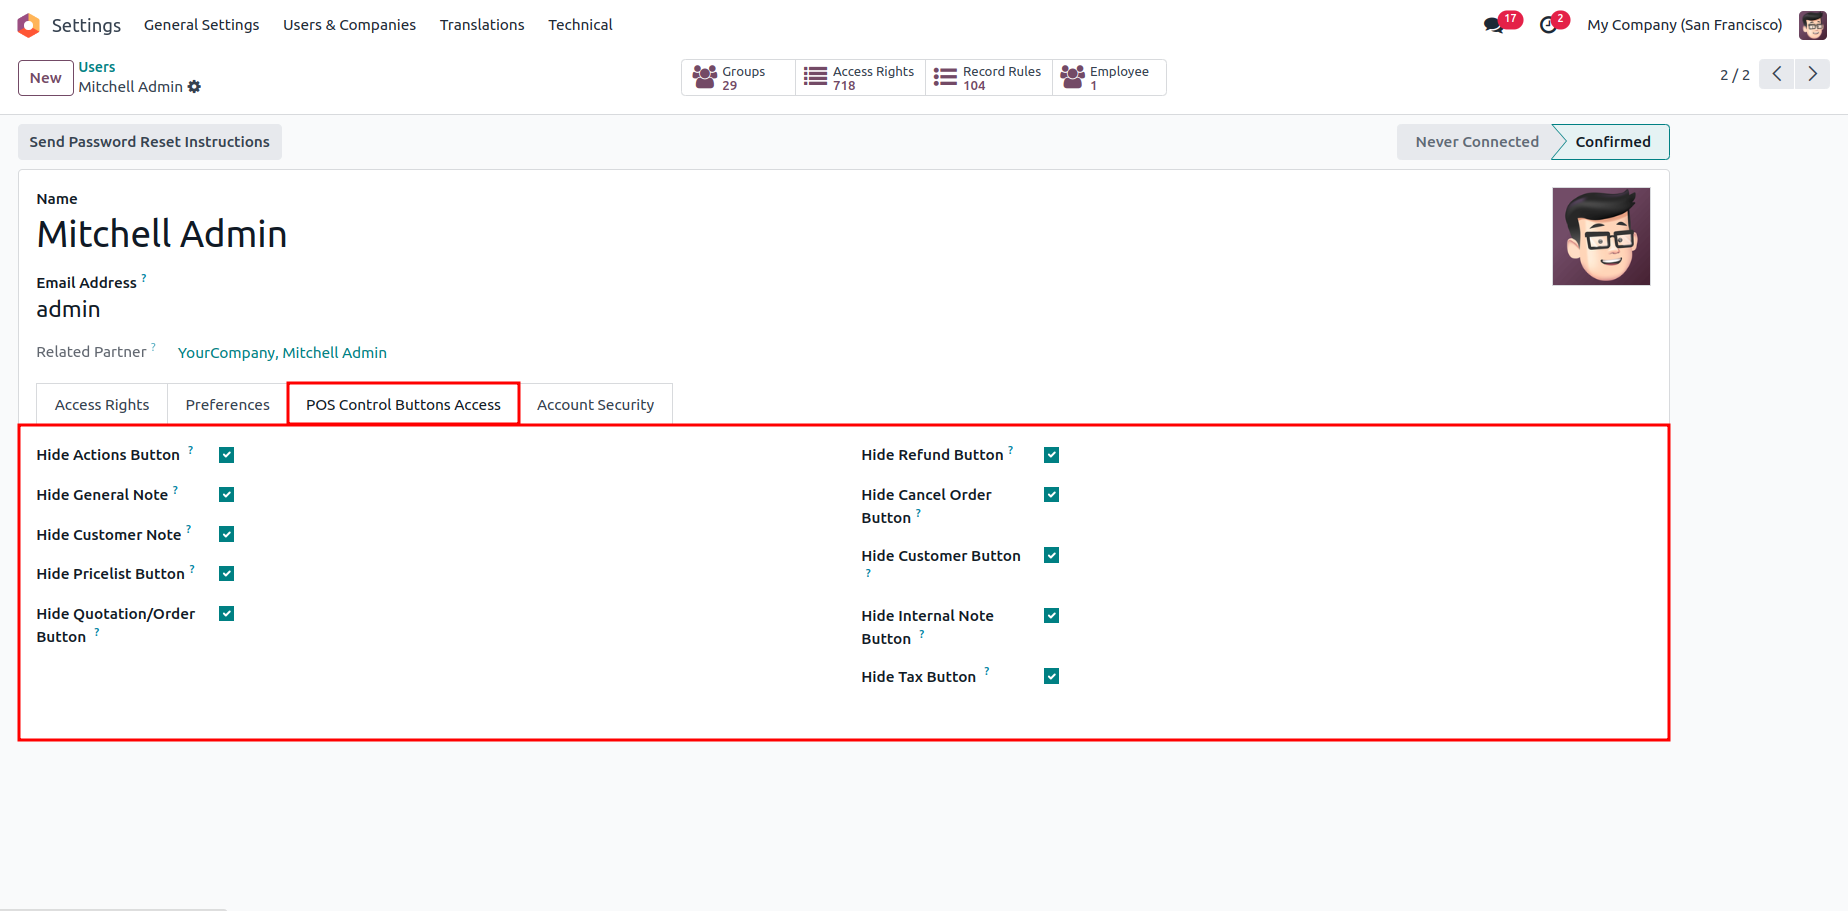 Settings General Settings Users & Companies Translations Technical 17 2 My Company (San Francisco)
New
Users
Mitchell Admin
Groups
29
Access Rights
718
Record Rules
104
Employee
1
2 / 2
Send Password Reset Instructions
Never Connected Confirmed
Name
Mitchell Admin
Email Address ?
admin
Related Partner ? YourCompany, Mitchell Admin
Access Rights Preferences POS Control Buttons Access Account Security
Hide Actions Button ?
Hide General Note ?
Hide Customer Note ?
Hide Pricelist Button ?
Hide Quotation/Order
Button ?
Hide Refund Button ?
Hide Cancel Order
Button ?
Hide Customer Button
?
Hide Internal Note
Button ?
Hide Tax Button ?